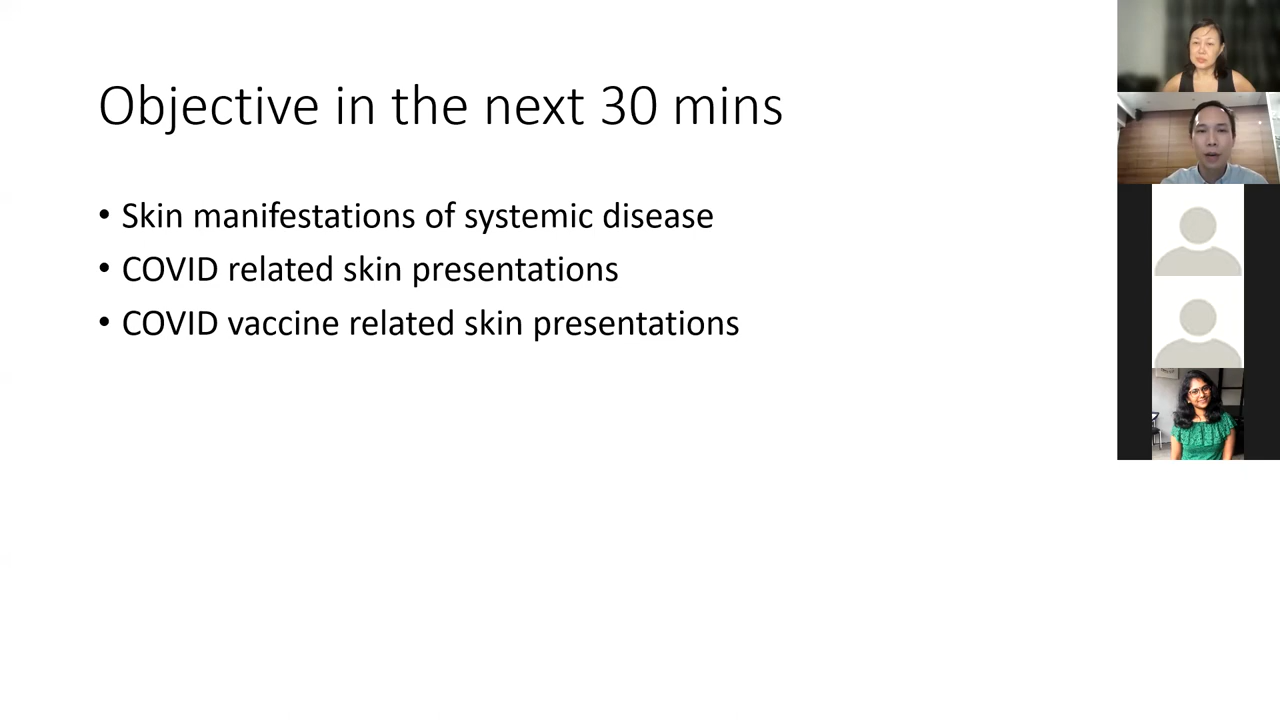 Objective in the next 30 mins
• Skin manifestations of systemic disease
• COVID related skin presentations
• COVID vaccine related skin presentations